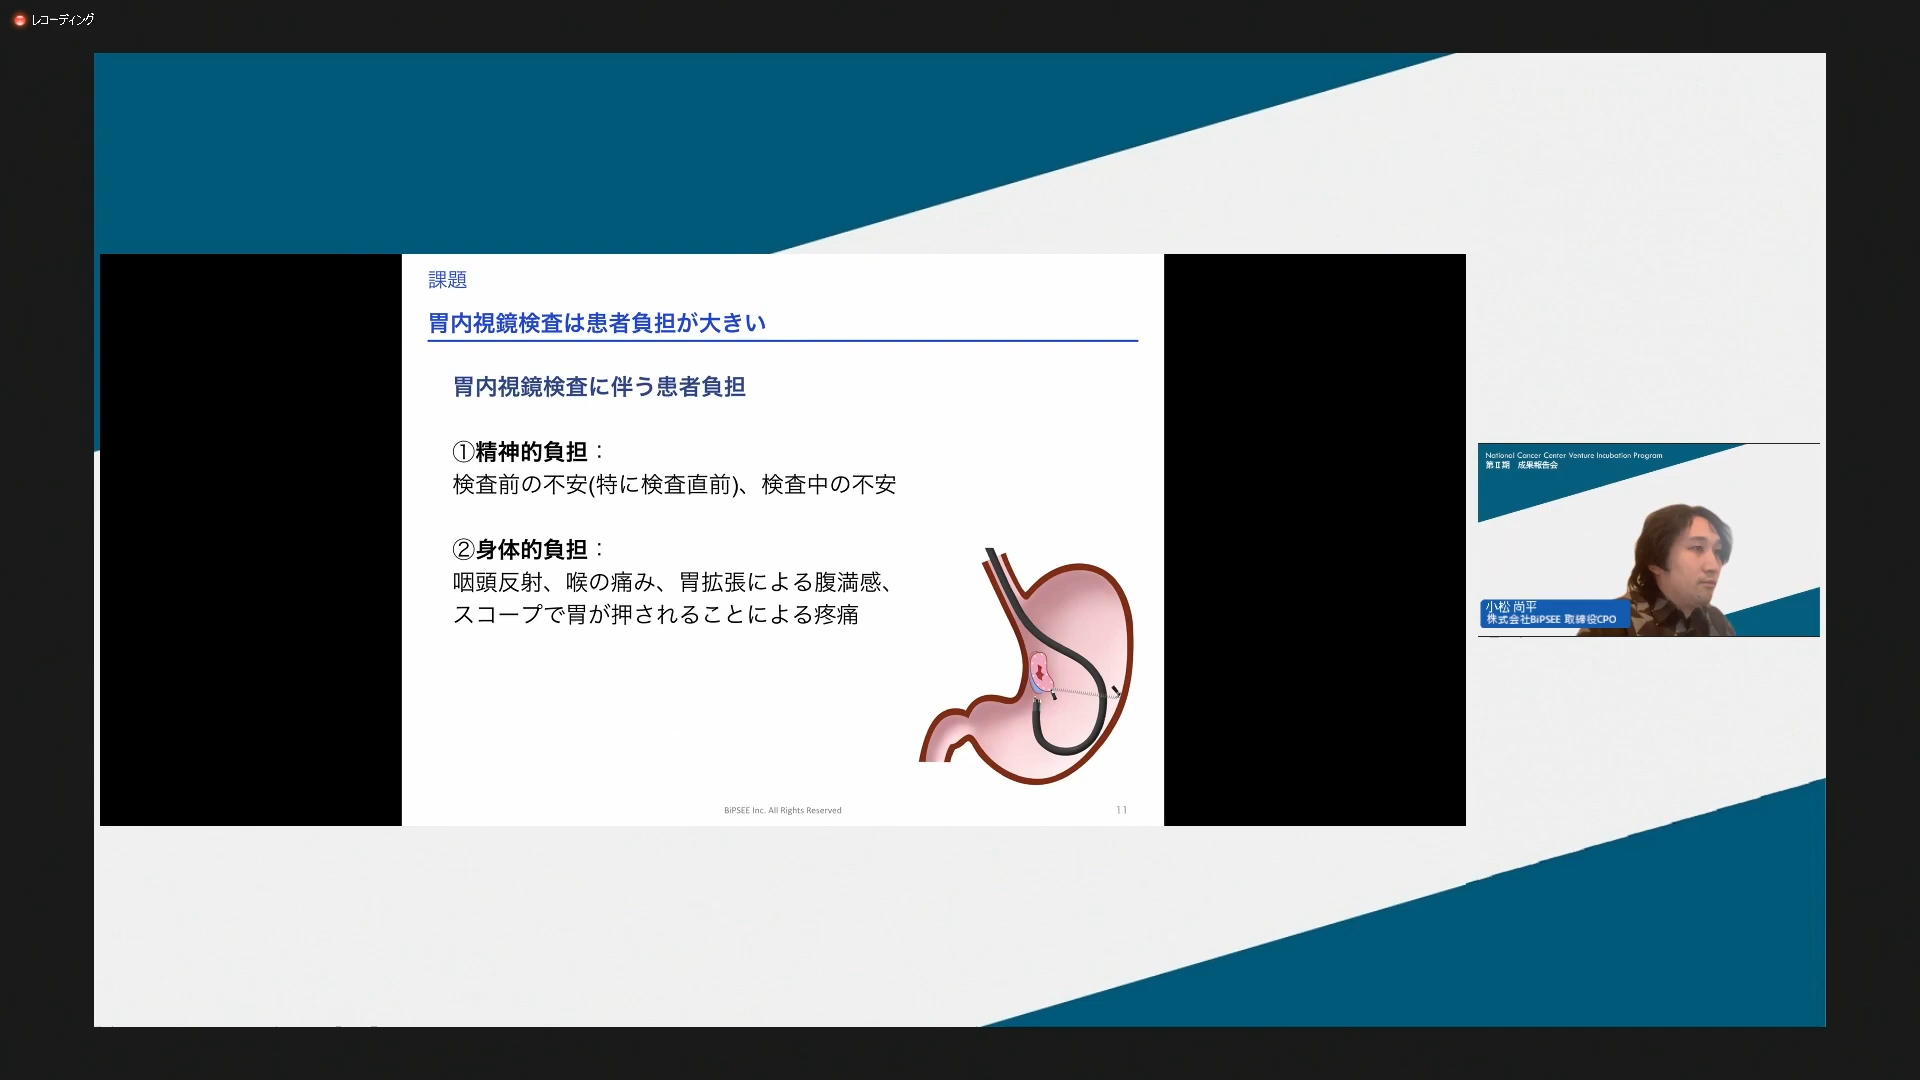 レコーディング
課題
胃内視鏡検査は患者負担が大きい
胃内視鏡検査に伴う患者負担
①精神的負担：
検査前の不安(特に検査直前)、検査中の不安
②身体的負担：
咽頭反射、喉の痛み、胃拡張による腹満感、
スコープで胃が押されることによる疼痛
BiPSEE Inc. All Rights Reserved
11
National Cancer Center Venture Incubation Program
第Ⅱ期 成果報告会
小松 尚平
株式会社BiPSEE 取締役CPO